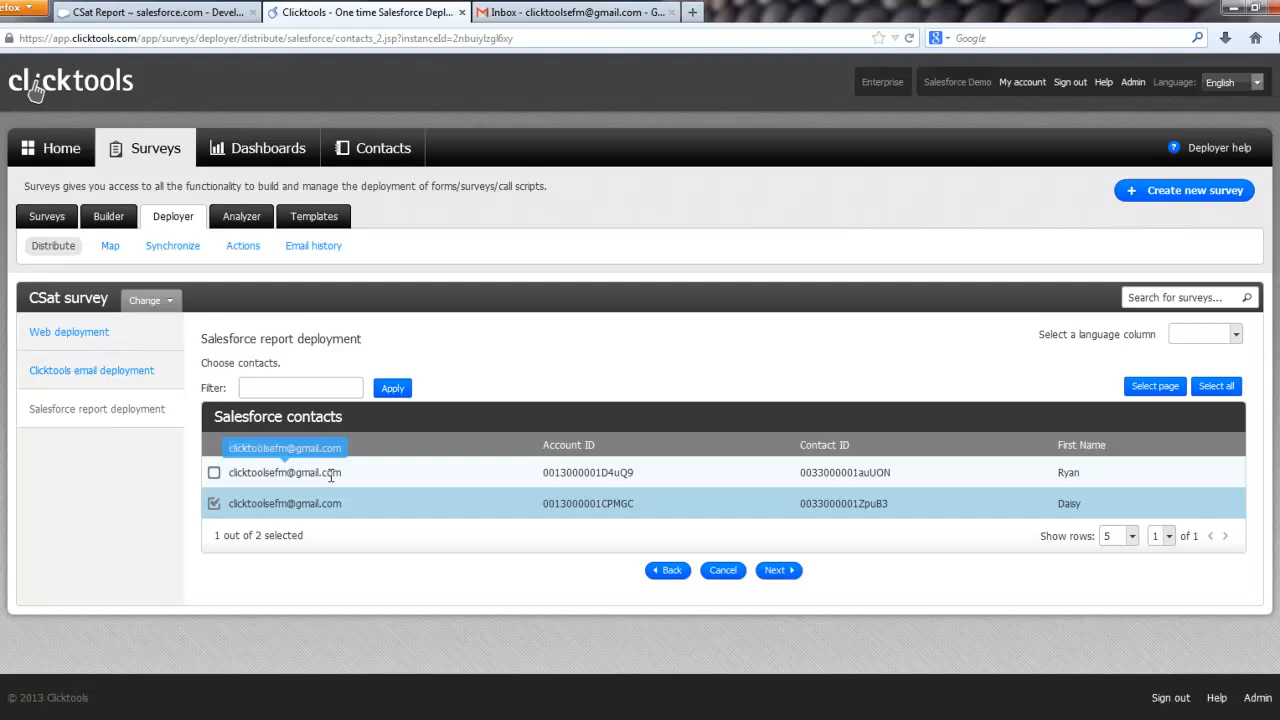 efox
CSat Report ~ salesforce.com - Devel...
Clicktools - One time Salesforce Depl...
Inbox - clicktoolsefm@gmail.com - G...
https://app.clicktools.com/app/surveys/deployer/distribute/salesforce/contacts_2.jsp?instanceId=2nbuiylzgl6xy
Google
clicktools
Enterprise
Salesforce Demo My account Sign out Help Admin Language: English
Home
Surveys
Dashboards
Contacts
? Deployer help
Surveys gives you access to all the functionality to build and manage the deployment of forms/surveys/call scripts.
+ Create new survey
Surveys
Builder
Deployer
Analyzer
Templates
Distribute
Map
Synchronize
Actions
Email history
CSat survey
Change
Search for surveys...
Web deployment
Clicktools email deployment
Salesforce report deployment
Salesforce report deployment
Select a language column
Choose contacts.
Filter:
Apply
Select page
Select all
Salesforce contacts
clicktoolsefm@gmail.com
Account ID
Contact ID
First Name
clicktoolsefm@gmail.com
0013000001D4uQ9
0033000001auUON
Ryan
clicktoolsefm@gmail.com
0013000001CPMGC
0033000001ZpuB3
Daisy
1 out of 2 selected
Show rows: 5
1 of 1
Back
Cancel
Next
© 2013 Clicktools
Sign out
Help
Admin